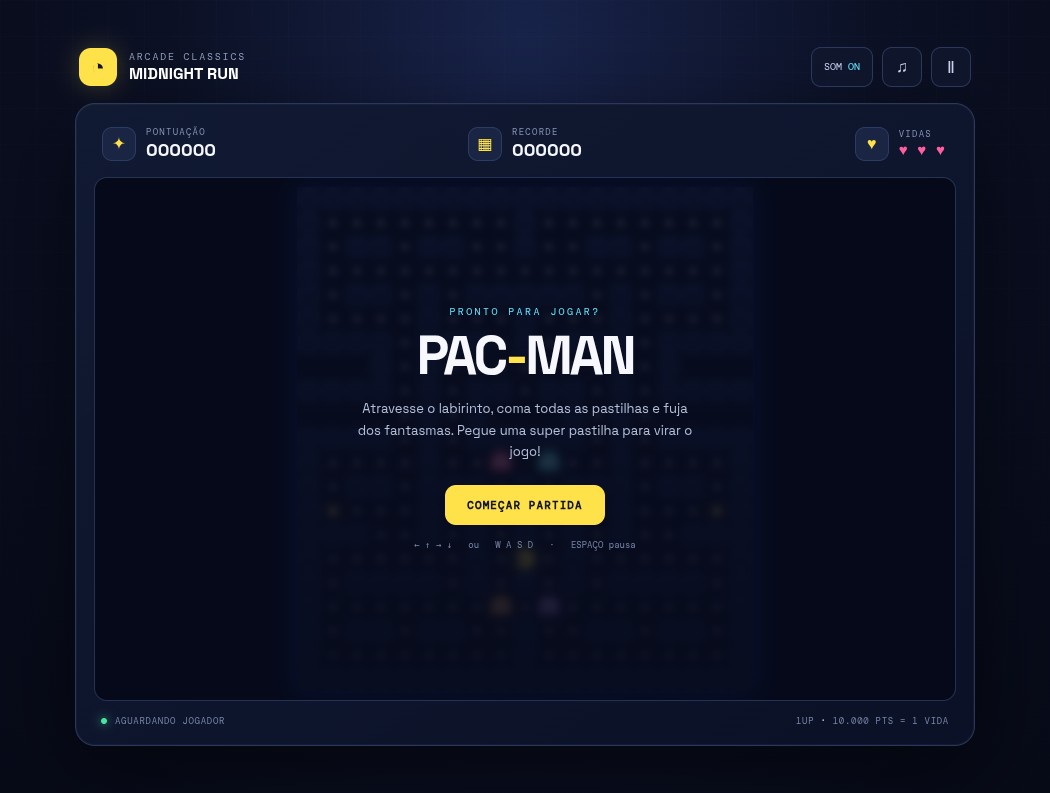 ARCADE CLASSICS
MIDNIGHT RUN
SOM ON
PONTUAÇÃO
000000
RECORDE
000000
VIDAS
PRONTO PARA JOGAR?
PAC-MAN
Atravesse o labirinto, coma todas as pastilhas e fuja
dos fantasmas. Pegue uma super pastilha para virar o
jogo!
COMEÇAR PARTIDA
← ↑ → ↓ ou W A S D · ESPAÇO pausa
AGUARDANDO JOGADOR
1UP • 10.000 PTS = 1 VIDA